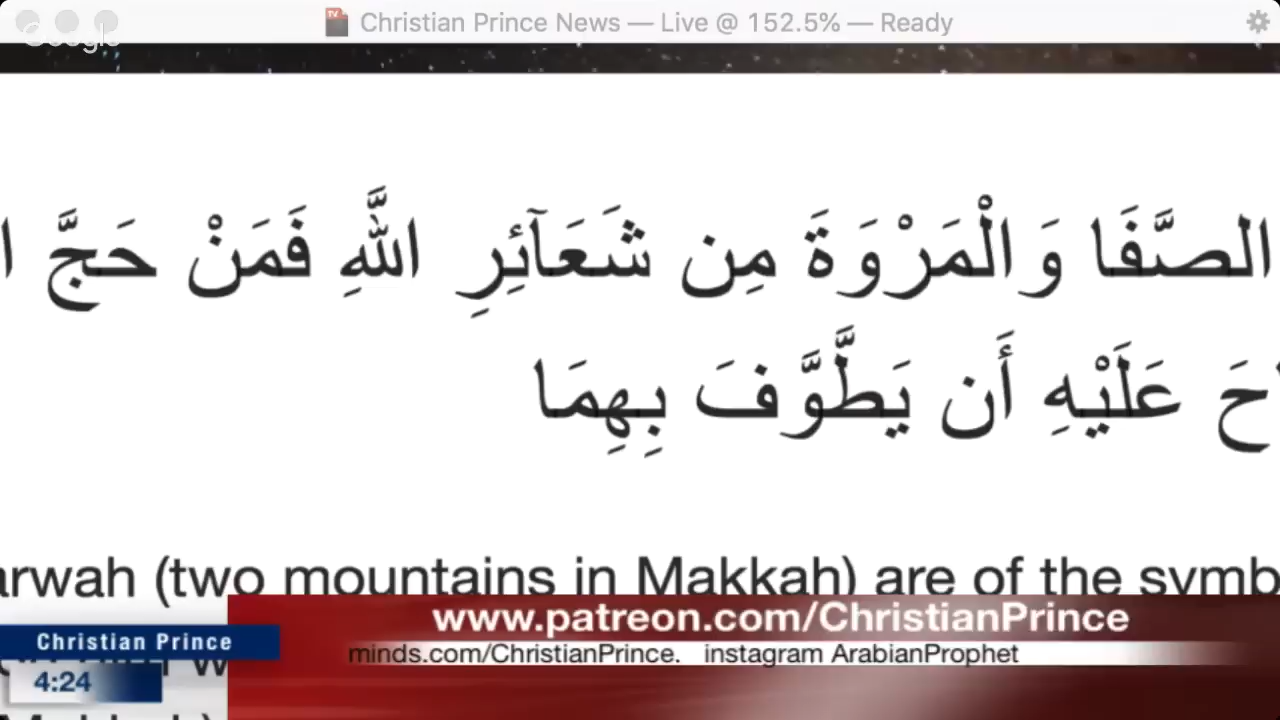 Christian Prince News — Live @ 152.5% — Ready
Google
الصَّفَا وَالْمَرْوَةَ مِن شَعَآئِرِ اللَّهِ فَمَنْ حَجَّ
عَلَيْهِ أَن يَطَّوَّفَ بِهِمَا
arwah (two mountains in Makkah) are of the symb
www.patreon.com/ChristianPrince
Christian Prince
minds.com/ChristianPrince. instagram ArabianProphet
4:24